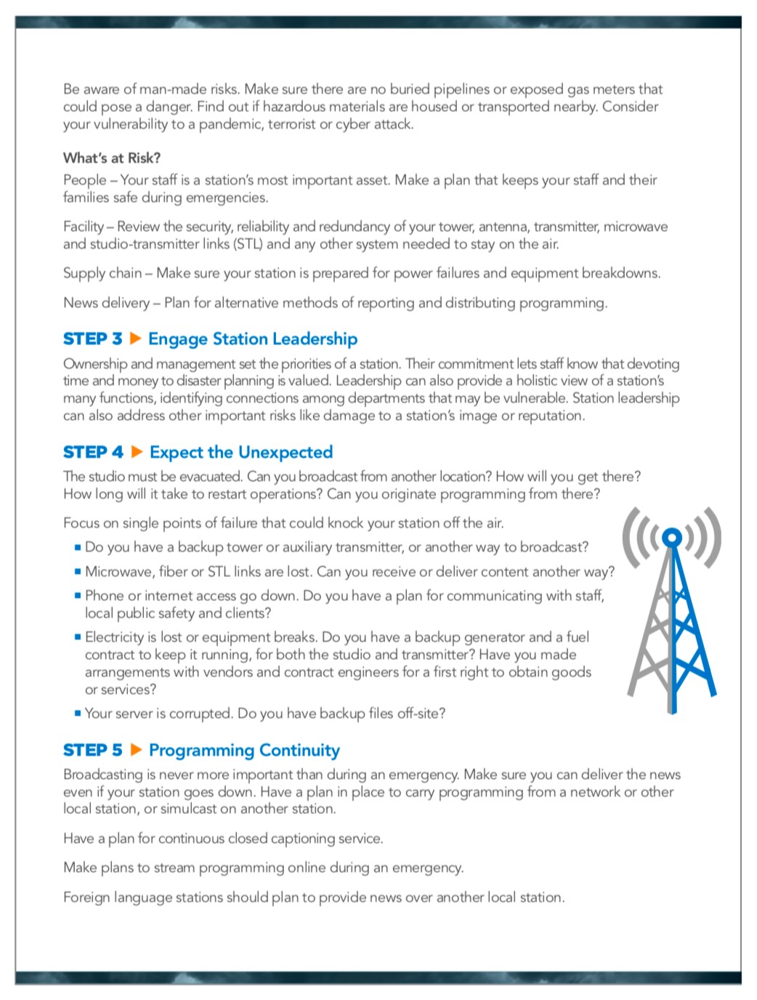 Be aware of man-made risks. Make sure there are no buried pipelines or exposed gas meters that
could pose a danger. Find out if hazardous materials are housed or transported nearby. Consider
your vulnerability to a pandemic, terrorist or cyber attack.
What's at Risk?
People – Your staff is a station's most important asset. Make a plan that keeps your staff and their
families safe during emergencies.
Facility – Review the security, reliability and redundancy of your tower, antenna, transmitter, microwave
and studio-transmitter links (STL) and any other system needed to stay on the air.
Supply chain – Make sure your station is prepared for power failures and equipment breakdowns.
News delivery – Plan for alternative methods of reporting and distributing programming.
STEP 3 ▶ Engage Station Leadership
Ownership and management set the priorities of a station. Their commitment lets staff know that devoting
time and money to disaster planning is valued. Leadership can also provide a holistic view of a station's
many functions, identifying connections among departments that may be vulnerable. Station leadership
can also address other important risks like damage to a station's image or reputation.
STEP 4 ▶ Expect the Unexpected
The studio must be evacuated. Can you broadcast from another location? How will you get there?
How long will it take to restart operations? Can you originate programming from there?
Focus on single points of failure that could knock your station off the air.
■ Do you have a backup tower or auxiliary transmitter, or another way to broadcast?
■ Microwave, fiber or STL links are lost. Can you receive or deliver content another way?
■ Phone or internet access go down. Do you have a plan for communicating with staff,
local public safety and clients?
■ Electricity is lost or equipment breaks. Do you have a backup generator and a fuel
contract to keep it running, for both the studio and transmitter? Have you made
arrangements with vendors and contract engineers for a first right to obtain goods
or services?
■ Your server is corrupted. Do you have backup files off-site?
STEP 5 ▶ Programming Continuity
Broadcasting is never more important than during an emergency. Make sure you can deliver the news
even if your station goes down. Have a plan in place to carry programming from a network or other
local station, or simulcast on another station.
Have a plan for continuous closed captioning service.
Make plans to stream programming online during an emergency.
Foreign language stations should plan to provide news over another local station.